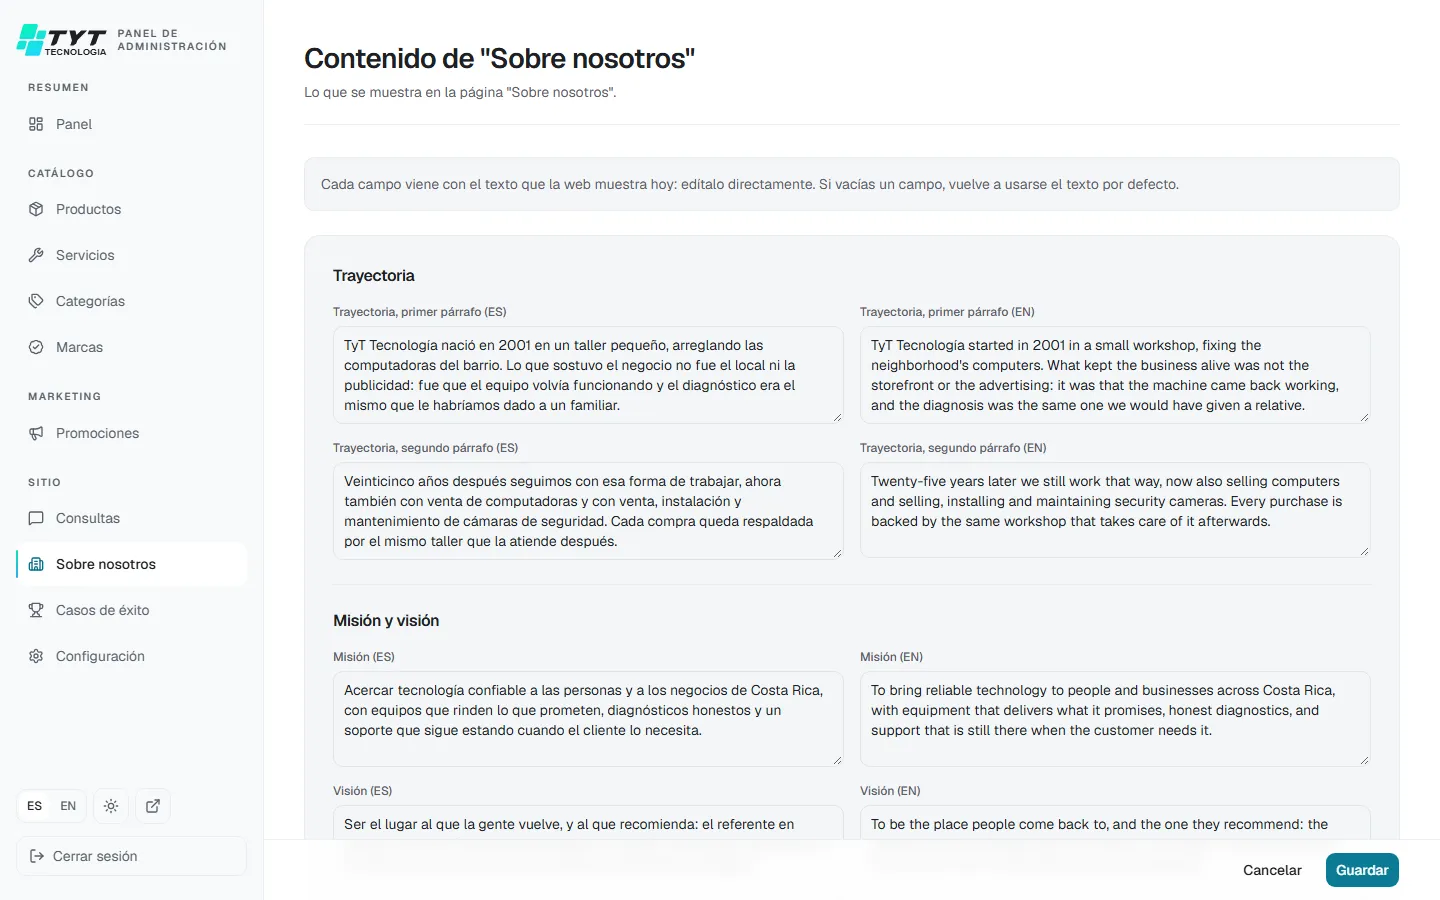 TYT
TECNOLOGIA
PANEL DE
ADMINISTRACIÓN
RESUMEN
Panel
CATÁLOGO
Productos
Servicios
Categorías
Marcas
MARKETING
Promociones
SITIO
Consultas
Sobre nosotros
Casos de éxito
Configuración
ES EN
Cerrar sesión
Contenido de "Sobre nosotros"
Lo que se muestra en la página "Sobre nosotros".
Cada campo viene con el texto que la web muestra hoy: edítalo directamente. Si vacías un campo, vuelve a usarse el texto por defecto.
Trayectoria
Trayectoria, primer párrafo (ES)
TyT Tecnología nació en 2001 en un taller pequeño, arreglando las
computadoras del barrio. Lo que sostuvo el negocio no fue el local ni la
publicidad: fue que el equipo volvía funcionando y el diagnóstico era el
mismo que le habríamos dado a un familiar.
Trayectoria, primer párrafo (EN)
TyT Tecnología started in 2001 in a small workshop, fixing the
neighborhood's computers. What kept the business alive was not the
storefront or the advertising: it was that the machine came back working,
and the diagnosis was the same one we would have given a relative.
Trayectoria, segundo párrafo (ES)
Veinticinco años después seguimos con esa forma de trabajar, ahora
también con venta de computadoras y con venta, instalación y
mantenimiento de cámaras de seguridad. Cada compra queda respaldada
por el mismo taller que la atiende después.
Trayectoria, segundo párrafo (EN)
Twenty-five years later we still work that way, now also selling computers
and selling, installing and maintaining security cameras. Every purchase is
backed by the same workshop that takes care of it afterwards.
Misión y visión
Misión (ES)
Acercar tecnología confiable a las personas y a los negocios de Costa Rica,
con equipos que rinden lo que prometen, diagnósticos honestos y un
soporte que sigue estando cuando el cliente lo necesita.
Misión (EN)
To bring reliable technology to people and businesses across Costa Rica,
with equipment that delivers what it promises, honest diagnostics, and
support that is still there when the customer needs it.
Visión (ES)
Ser el lugar al que la gente vuelve, y al que recomienda: el referente en
Visión (EN)
To be the place people come back to, and the one they recommend: the
Cancelar
Guardar